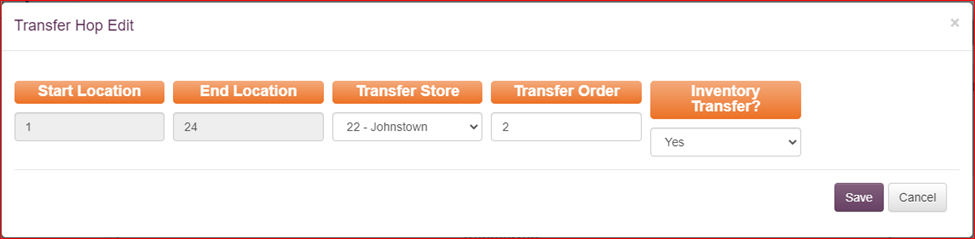 Transfer Hop Edit
×
Start Location End Location Transfer Store Transfer Order Inventory
Transfer?
1 24 22 - Johnstown 2 Yes
Save Cancel